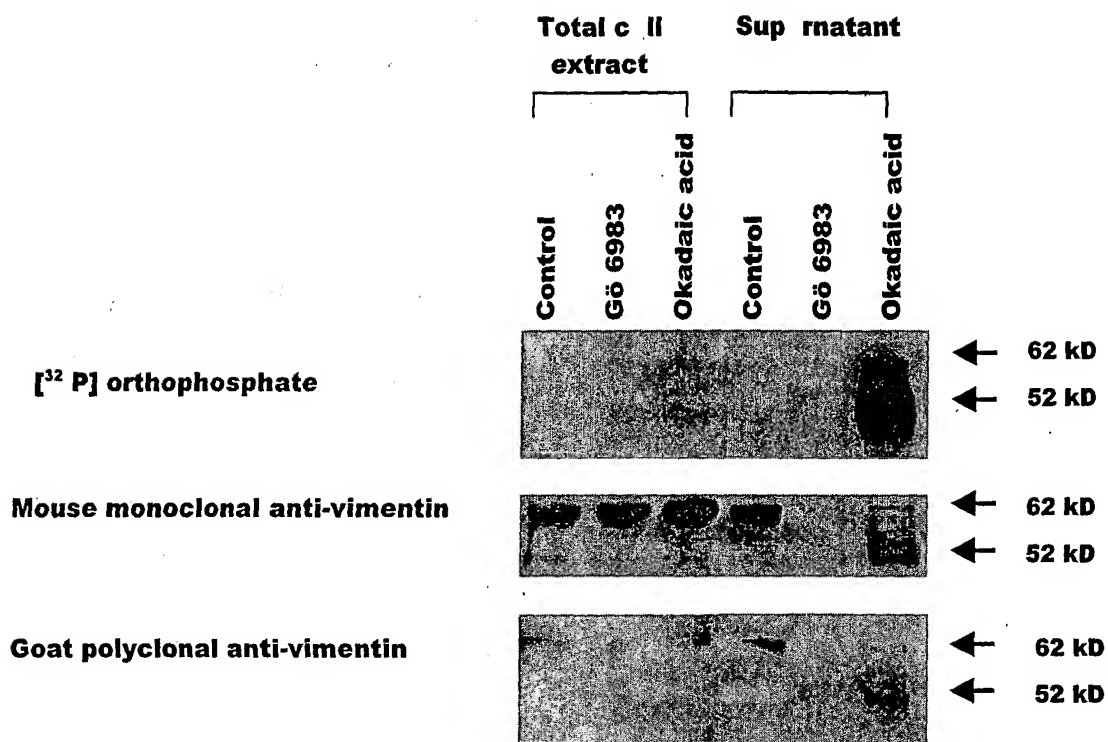 Total c ll
extract
Sup rnatant
Control
Gö 6983
Okadaic acid
Control
Gö 6983
Okadaic acid
[³² P] orthophosphate
62 kD
52 kD
Mouse monoclonal anti-vimentin
62 kD
52 kD
Goat polyclonal anti-vimentin
62 kD
52 kD